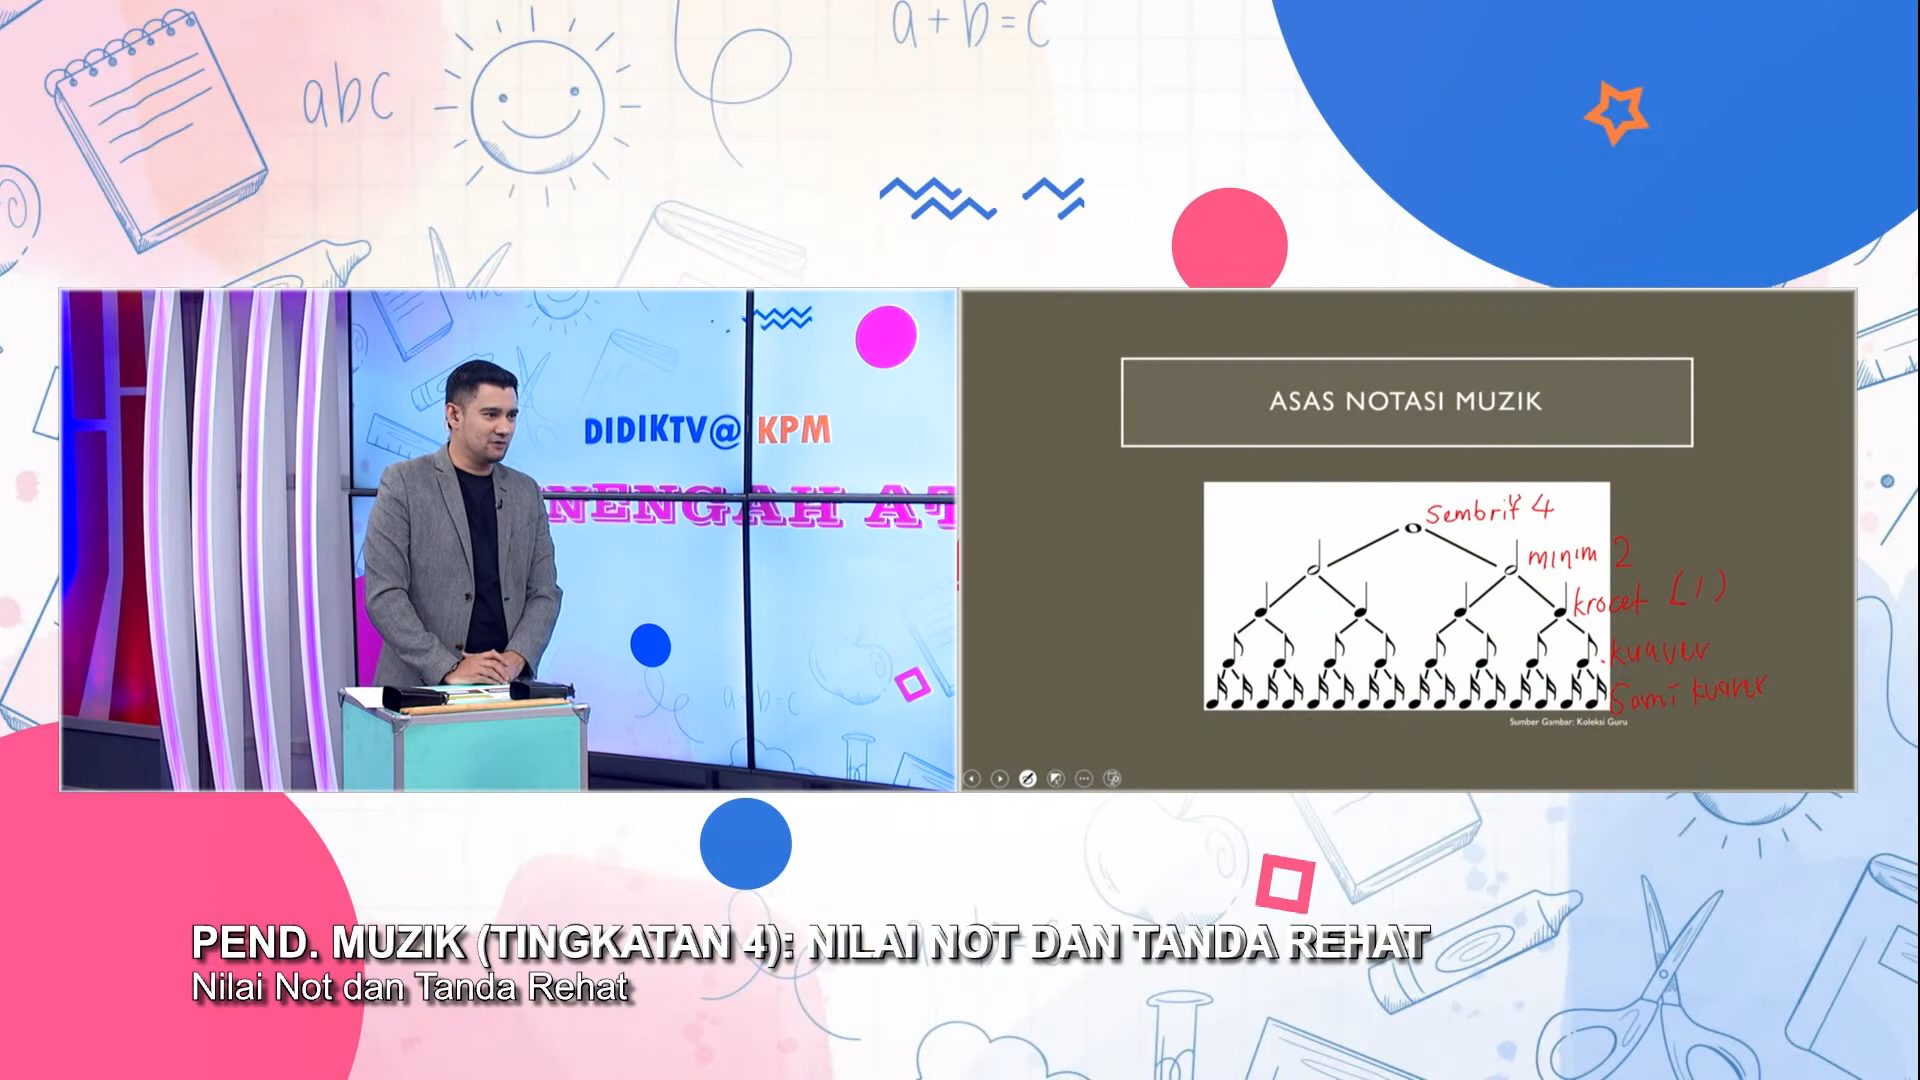 a+b=c
abc
DIDIKTV@KPM
NENGAH AT
a=b=c
ASAS NOTASI MUZIK
Sembrif 4
minim 2
krocet (1)
kuaver
Semi kuaver
Sumber Gambar: Koleksi Guru
PEND. MUZIK (TINGKATAN 4): NILAI NOT DAN TANDA REHAT
Nilai Not dan Tanda Rehat